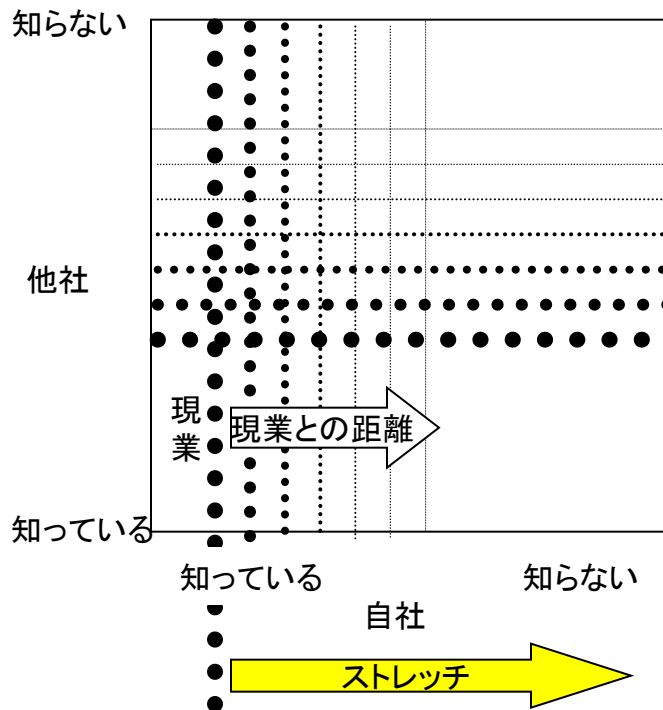 知らない
他社
現業
現業との距離
知っている
知っている
知らない
自社
ストレッチ